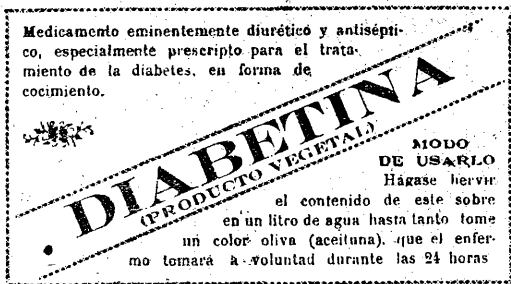 Medicamento eminentemente diurético y antisépti-
co, especialmente prescripto para el trata-
miento de la diabetes, en forma de
cocimiento.
DIABETINA
(PRODUCTO VEGETAL)
MODO
DE USARLO
Hágase hervir
el contenido de este sobre
en un litro de agua hasta tanto tome
un color oliva (aceituna), que el enfer-
mo tomará a voluntad durante las 24 horas